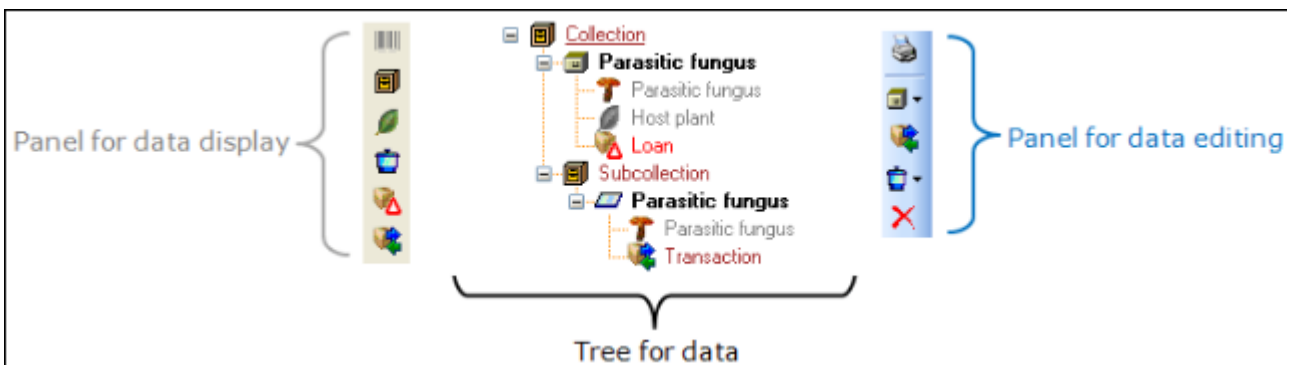 Collection
Parasitic fungus
Parasitic fungus
Host plant
Loan
Subcollection
Parasitic fungus
Parasitic fungus
Transaction
Panel for data display
Panel for data editing
Tree for data